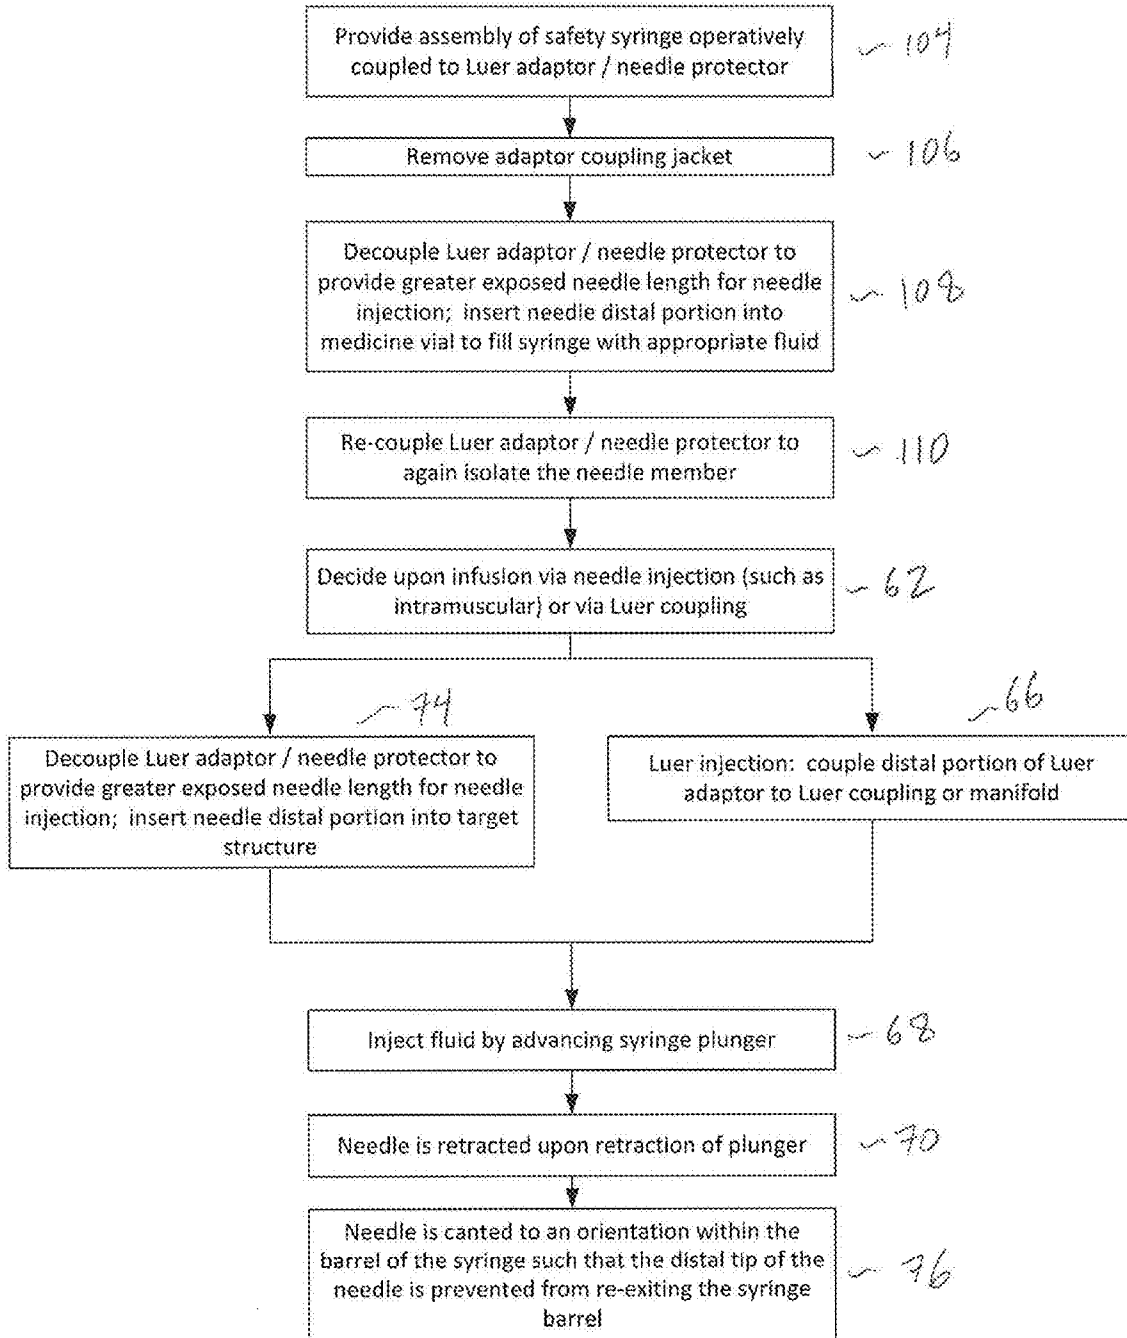 Provide assembly of safety syringe operatively
coupled to Luer adaptor / needle protector
104
Remove adaptor coupling jacket
106
Decouple Luer adaptor / needle protector to
provide greater exposed needle length for needle
injection; insert needle distal portion into
medicine vial to fill syringe with appropriate fluid
108
Re-couple Luer adaptor / needle protector to
again isolate the needle member
110
Decide upon infusion via needle injection (such as
intramuscular) or via Luer coupling
62
74
Decouple Luer adaptor / needle protector to
provide greater exposed needle length for needle
injection; insert needle distal portion into target
structure
66
Luer injection: couple distal portion of Luer
adaptor to Luer coupling or manifold
Inject fluid by advancing syringe plunger
68
Needle is retracted upon retraction of plunger
70
Needle is canted to an orientation within the
barrel of the syringe such that the distal tip of the
needle is prevented from re-exiting the syringe
barrel
76